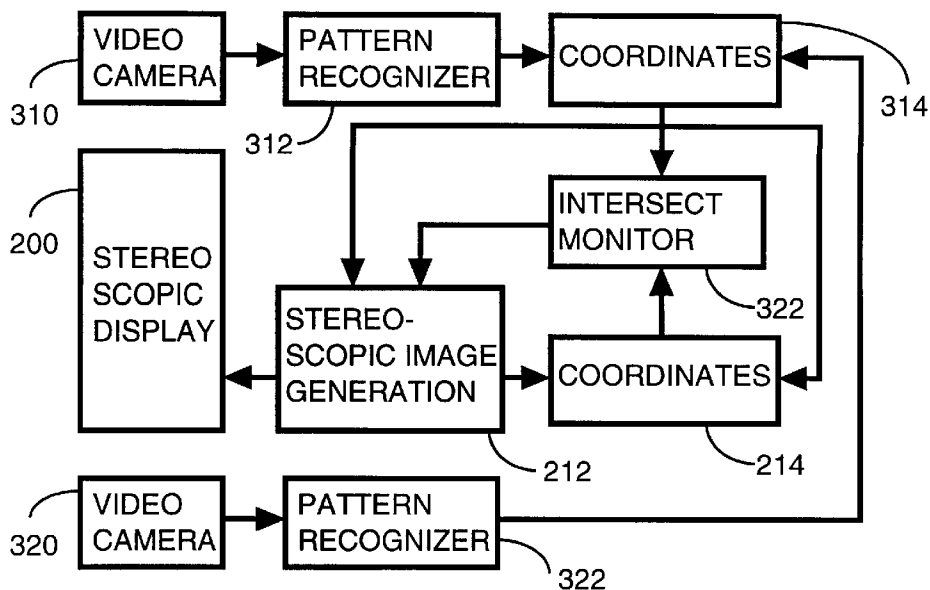 VIDEO
CAMERA
310
PATTERN
RECOGNIZER
312
COORDINATES
314
200
STEREO
SCOPIC
DISPLAY
INTERSECT
MONITOR
322
STEREO-
SCOPIC IMAGE
GENERATION
212
COORDINATES
214
VIDEO
CAMERA
320
PATTERN
RECOGNIZER
322